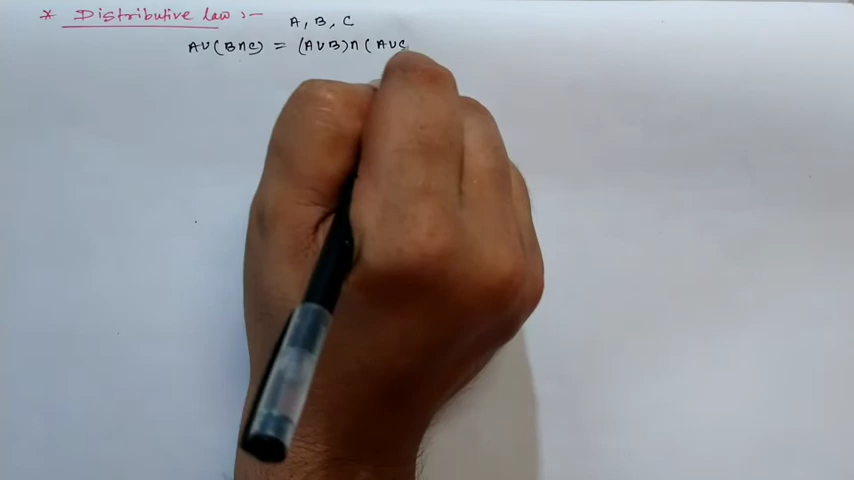 * Distributive law :- A, B, C
A∪(B∩C) = (A∪B)∩(A∪C